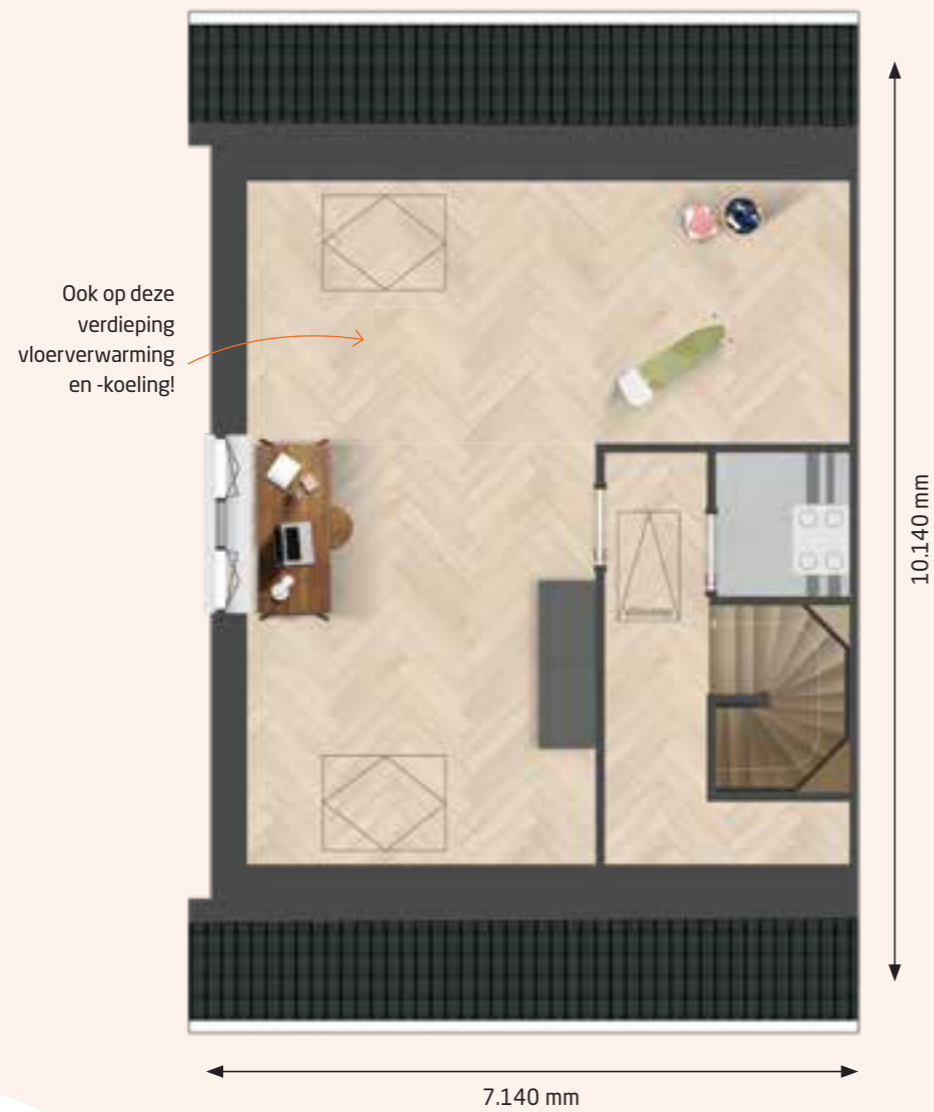 Ook op deze
verdieping
vloerverwarming
en -koeling!
10.140 mm
7.140 mm